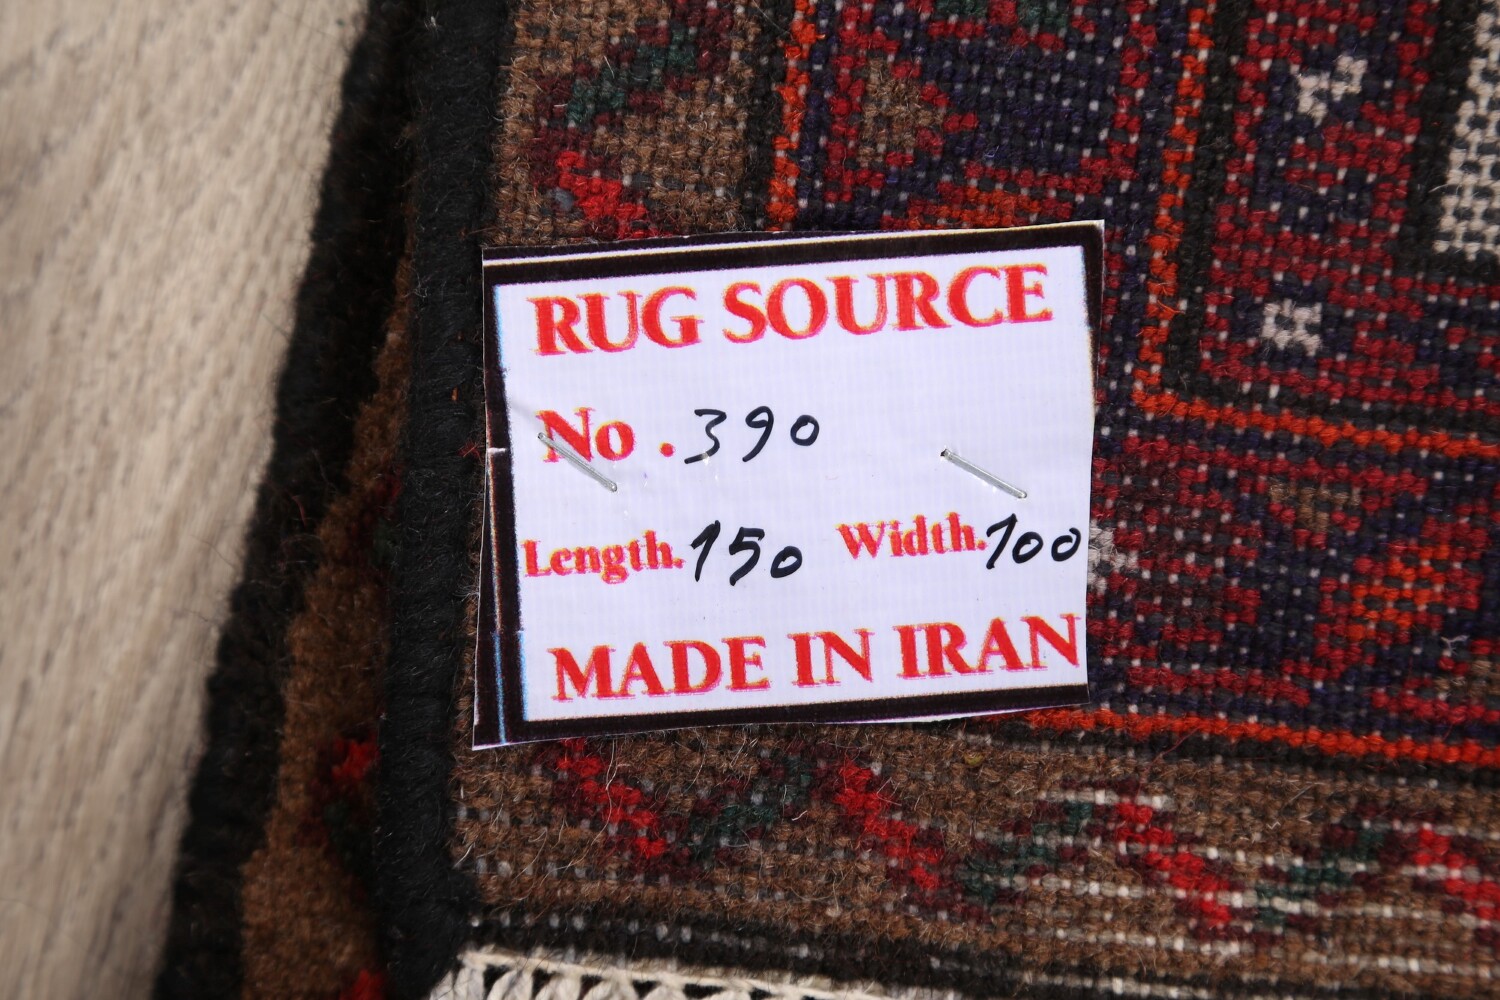 RUG SOURCE
No . 390
Length. 150 Width. 100
MADE IN IRAN